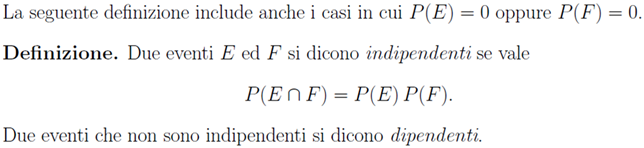 La seguente definizione include anche i casi in cui P(E) = 0 oppure P(F) = 0.
Definizione. Due eventi E ed F si dicono indipendenti se vale
P(E ∩ F) = P(E) P(F).
Due eventi che non sono indipendenti si dicono dipendenti.